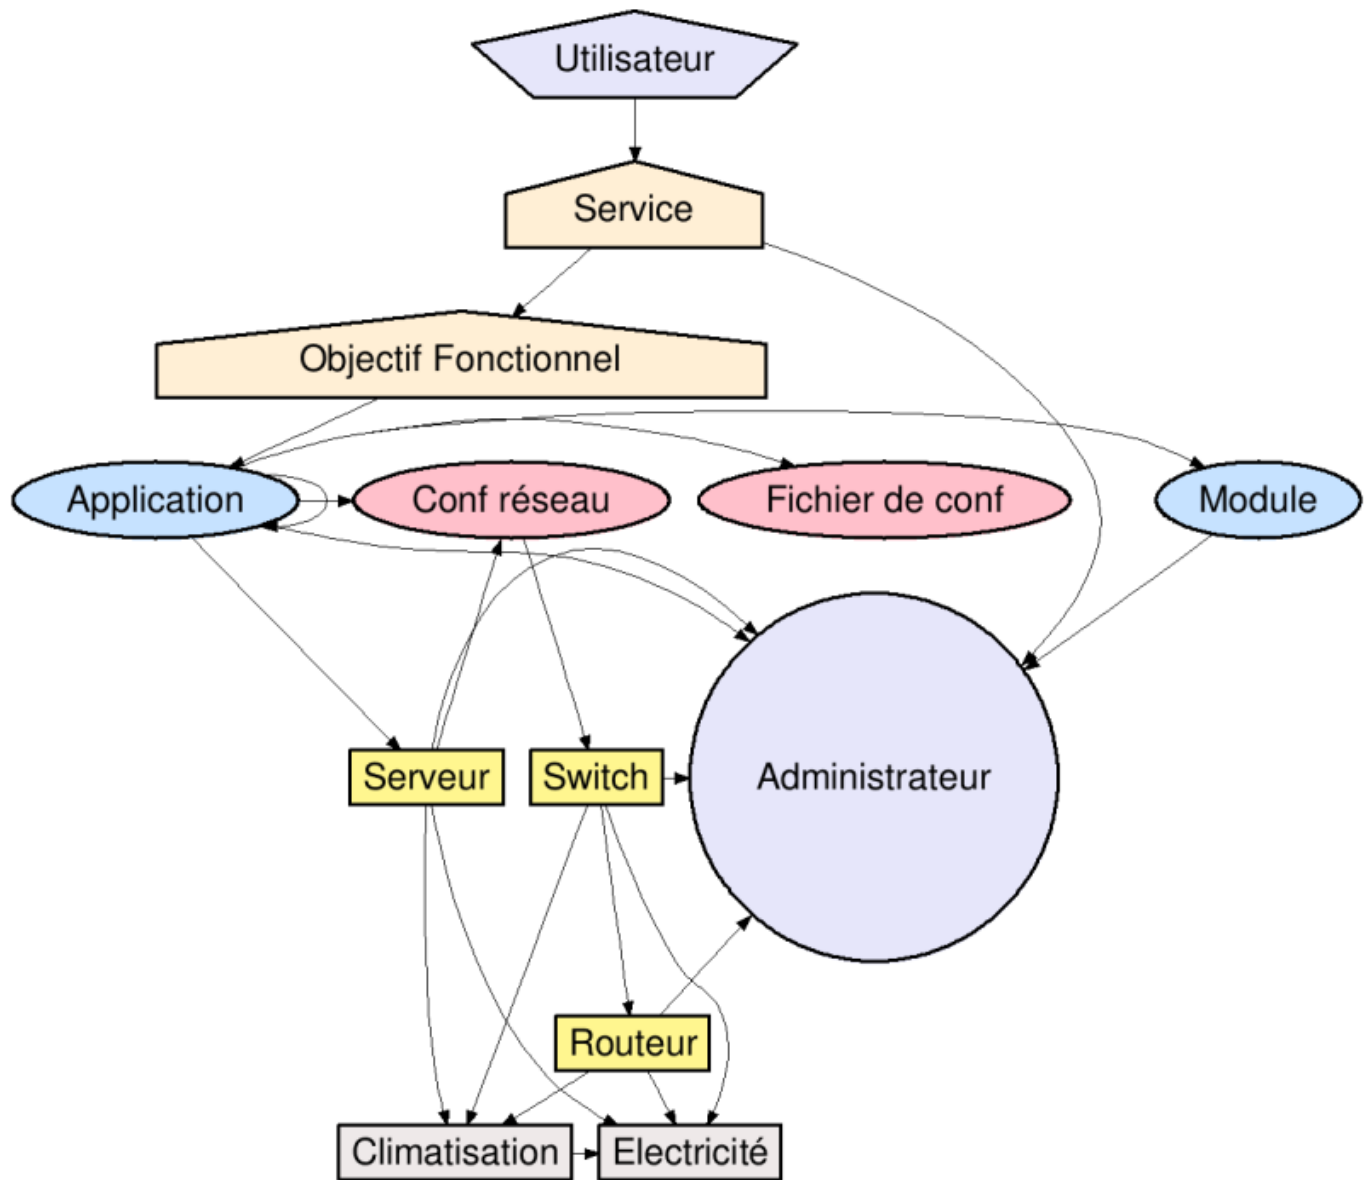 Utilisateur
Service
Objectif Fonctionnel
Application
Conf réseau
Fichier de conf
Module
Serveur
Switch
Administrateur
Routeur
Climatisation
Electricité